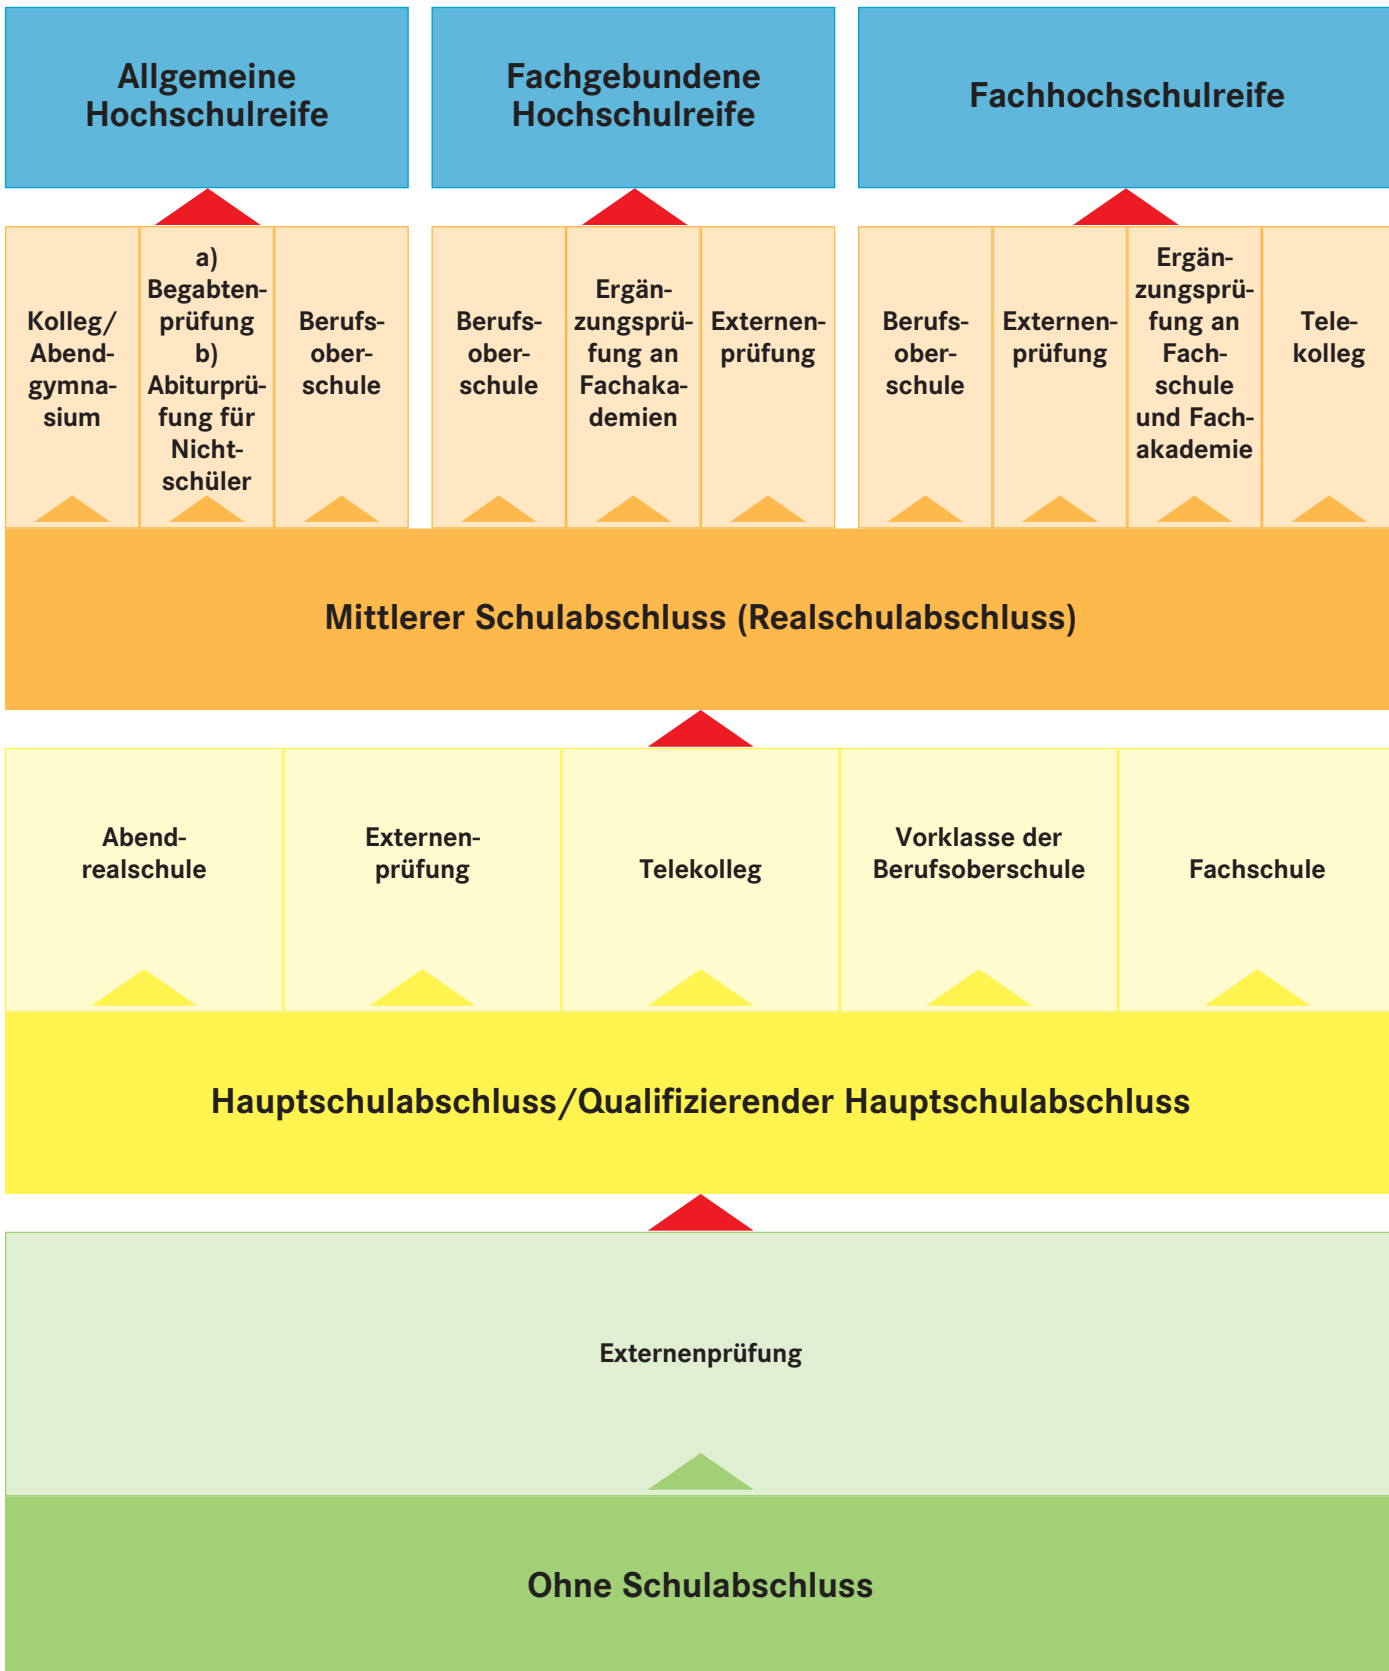 Allgemeine
Hochschulreife
Fachgebundene
Hochschulreife
Fachhochschulreife
Kolleg/
Abend-
gymna-
sium
a)
Begabten-
prüfung
b)
Abiturprü-
fung für
Nicht-
schüler
Berufs-
ober-
schule
Berufs-
ober-
schule
Ergän-
zungsprü-
fung an
Fachaka-
demien
Externen-
prüfung
Berufs-
ober-
schule
Externen-
prüfung
Ergän-
zungsprü-
fung an
Fach-
schule
und Fach-
akademie
Tele-
kolleg
Mittlerer Schulabschluss (Realschulabschluss)
Abend-
realschule
Externen-
prüfung
Telekolleg
Vorklasse der
Berufsoberschule
Fachschule
Hauptschulabschluss/Qualifizierender Hauptschulabschluss
Externenprüfung
Ohne Schulabschluss